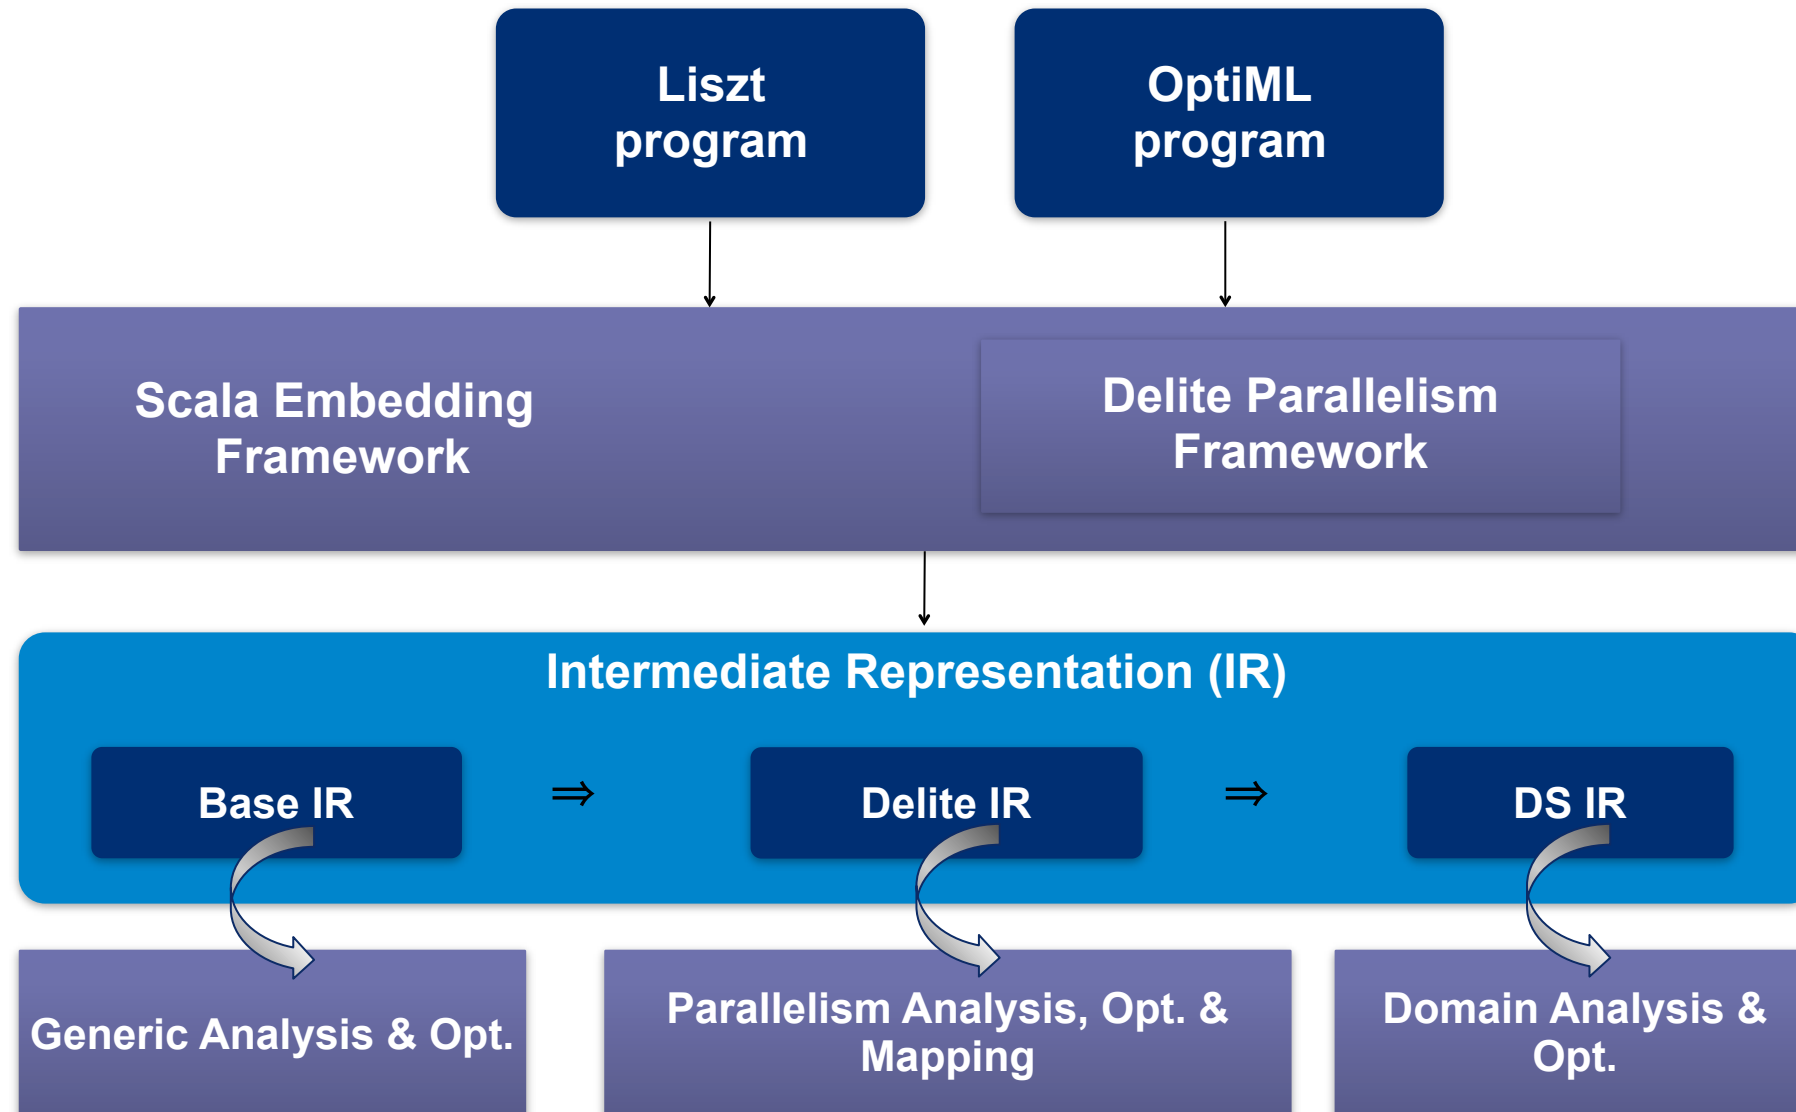 Liszt
program
OptiML
program
Scala Embedding
Framework
Delite Parallelism
Framework
Intermediate Representation (IR)
Base IR
⇒
Delite IR
⇒
DS IR
Generic Analysis & Opt.
Parallelism Analysis, Opt. &
Mapping
Domain Analysis &
Opt.